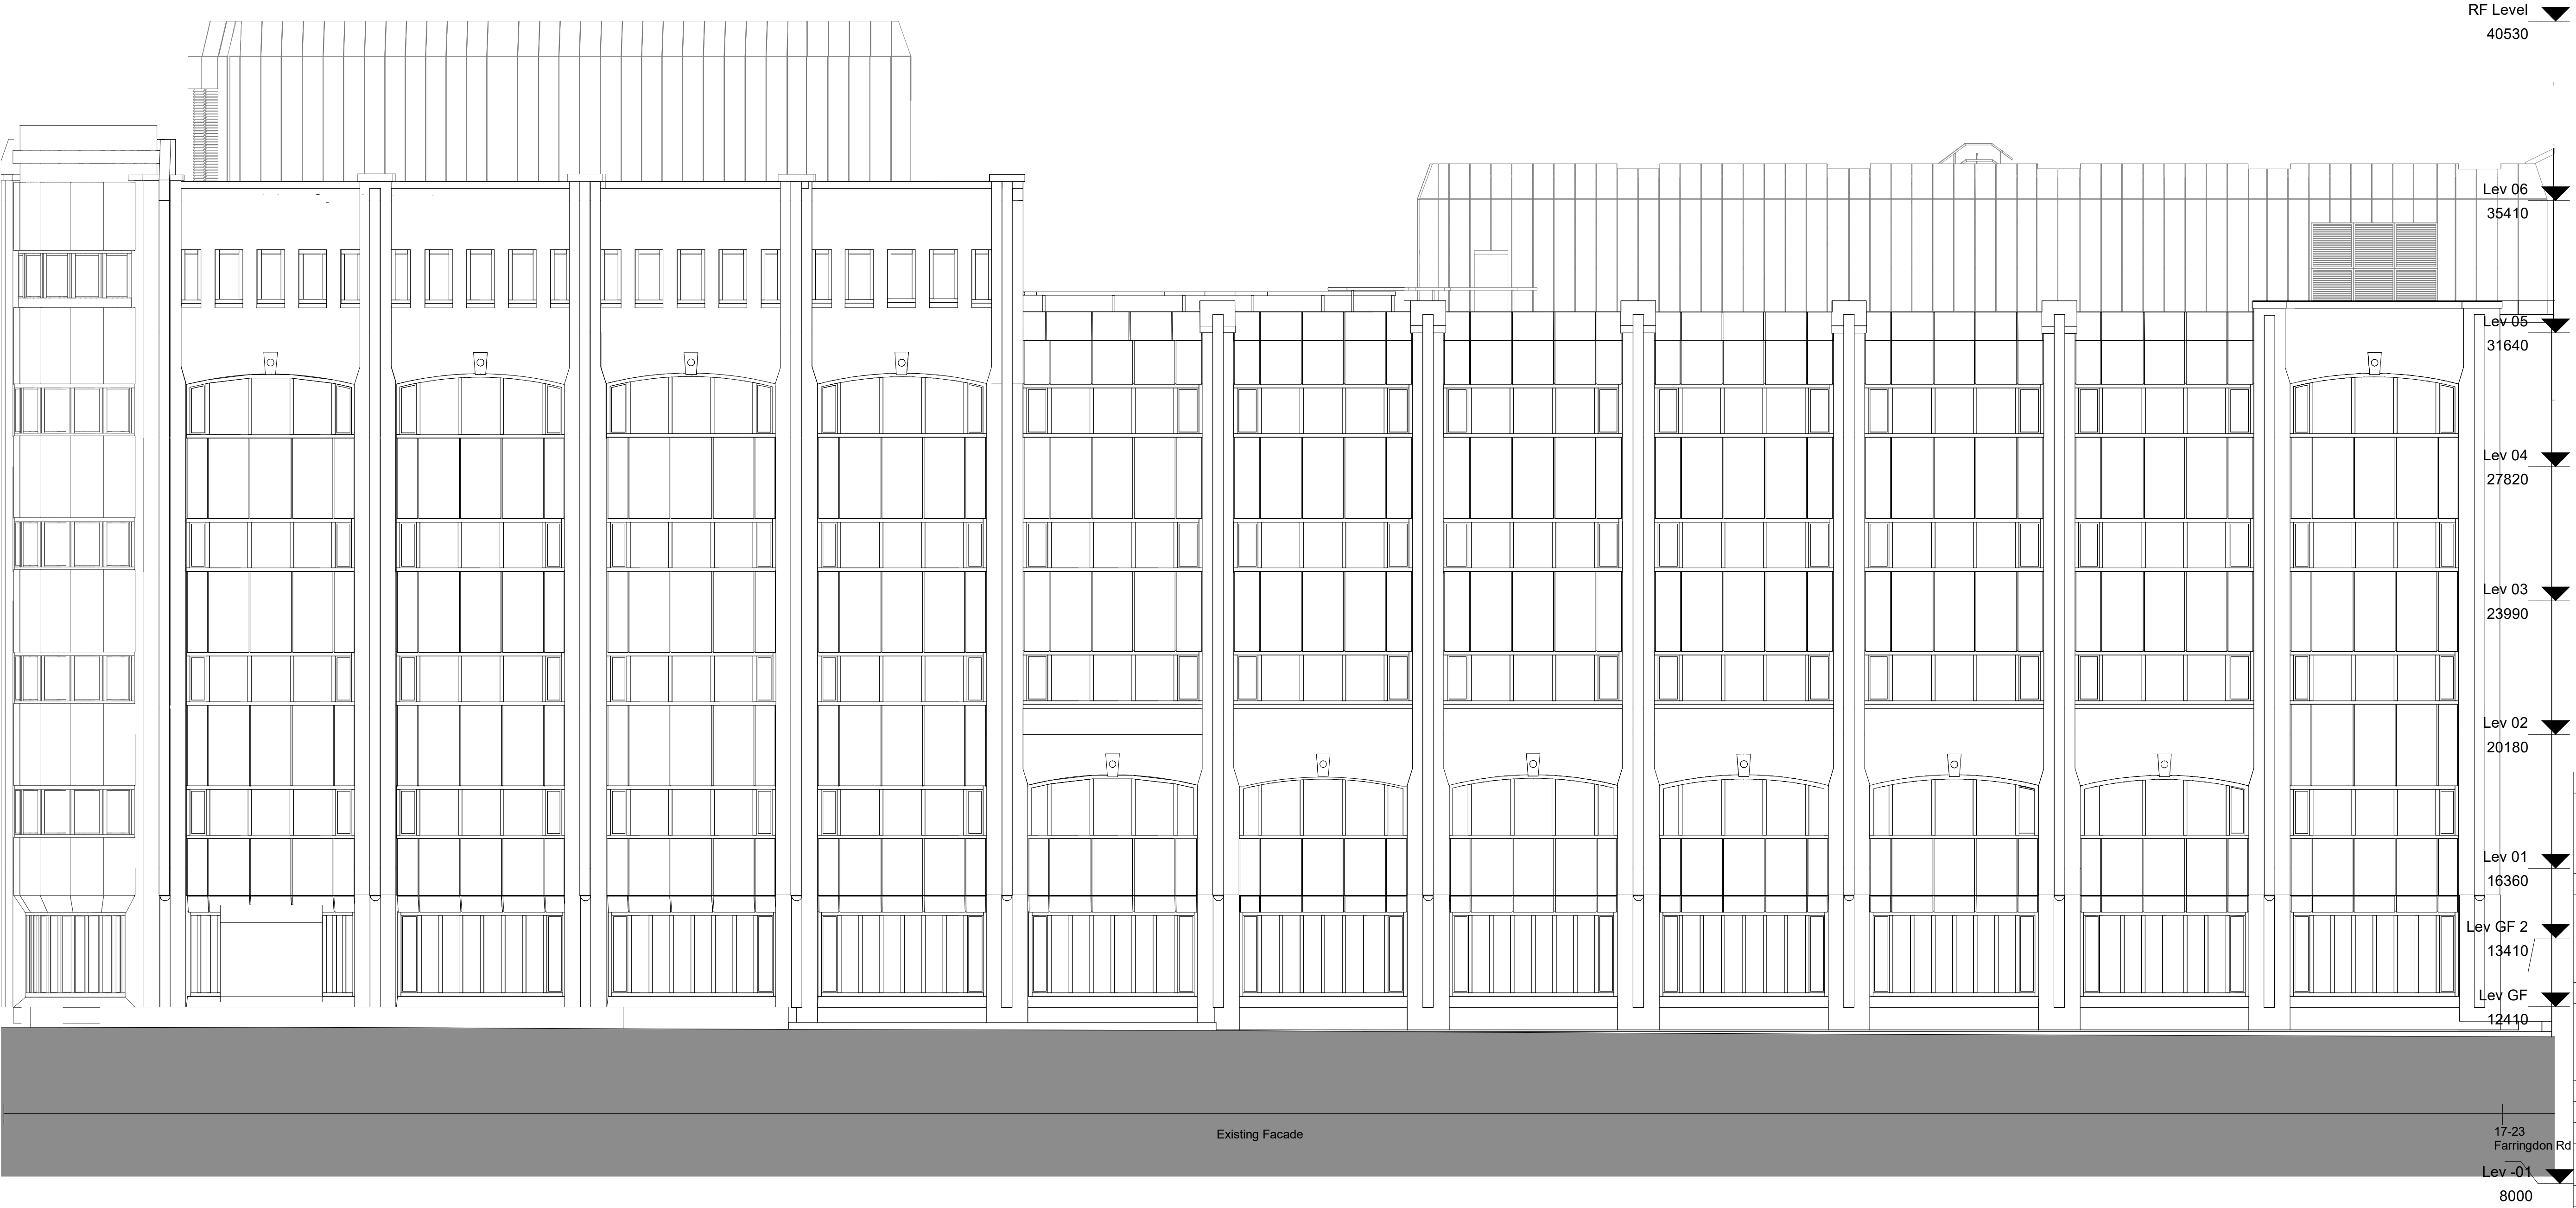 RF Level
40530
Lev 06
35410
Lev 05
31640
Lev 04
27820
Lev 03
23990
Lev 02
20180
Lev 01
16360
Lev GF 2
13410
Lev GF
12410
Existing Facade
17-23
Farringdon Rd
Lev -01
8000